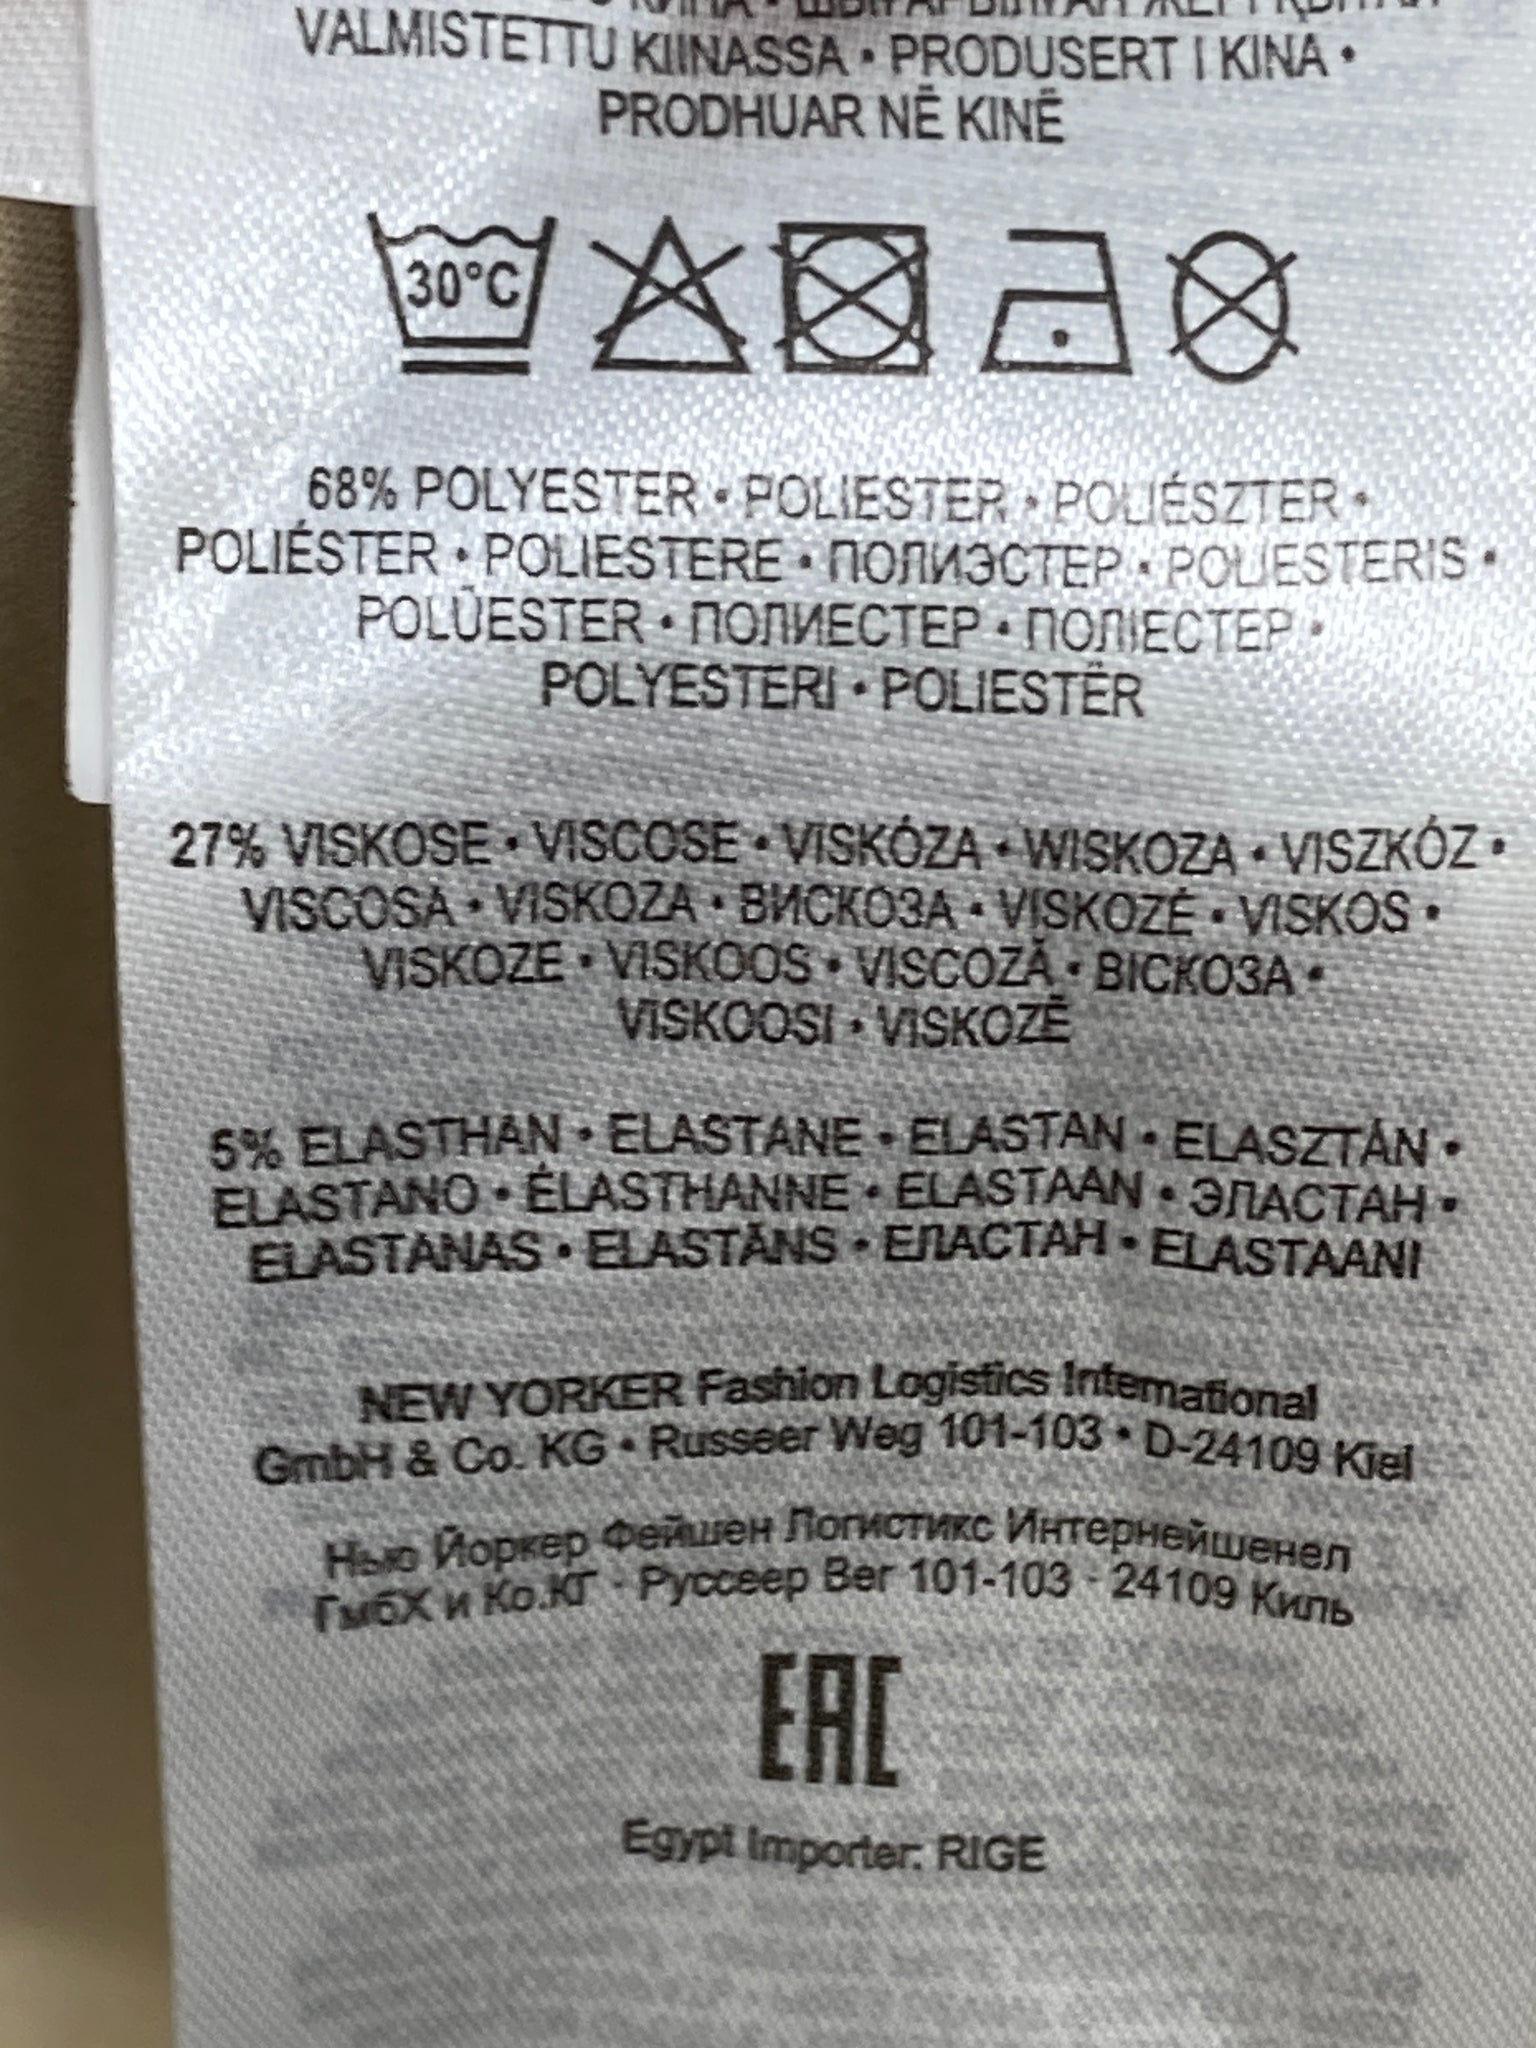 VALMISTETTU KIINASSA • PRODUSERT I KINA •
PRODHUAR NË KINË
30°C
68% POLYESTER • POLIESTER • POLIÉSZTER •
POLIÉSTER • POLIESTERE • ПОЛИЭСТЕР • POLIESTERIS •
POLÜESTER • ПОЛИЕСТЕР • ПОЛІЕСТЕР •
POLYESTERI • POLIESTËR
27% VISKOSE • VISCOSE • VISKÓZA • WISKOZA • VISZKÓZ •
VISCOSA • VISKOZA • ВИСКОЗА • VISKOZĖ • VISKOS •
VISKOZE • VISKOOS • VISCOZĂ • ВІСКОЗА •
VISKOOSI • VISKOZË
5% ELASTHAN • ELASTANE • ELASTAN • ELASZTÁN •
ELASTANO • ÉLASTHANNE • ELASTAAN • ЭЛАСТАН •
ELASTANAS • ELASTĀNS • ЕЛАСТАН • ELASTAANI
NEW YORKER Fashion Logistics International
GmbH & Co. KG • Russeer Weg 101-103 • D-24109 Kiel
Нью Йоркер Фейшен Логистикс Интернейшенел
ГмбХ и Ко.КГ · Руссеер Вег 101-103 · 24109 Киль
EAC
Egypt Importer: RIGE